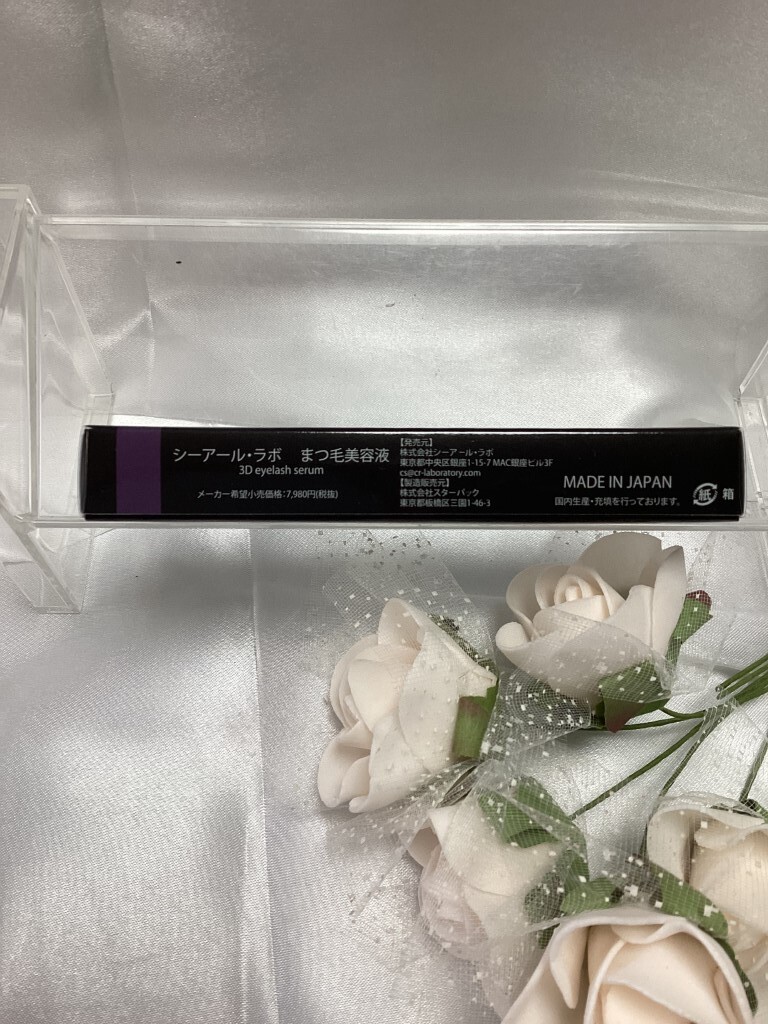 シーアール・ラボ　まつ毛美容液
3D eyelash serum
メーカー希望小売価格：7,980円(税抜)
【発売元】
株式会社シーアール・ラボ
東京都中央区銀座1-15-7 MAC銀座ビル3F
cs@cr-laboratory.com
【製造販売元】
株式会社スターパック
東京都板橋区三園1-46-3
MADE IN JAPAN
国内生産・充填を行っております。
紙 箱